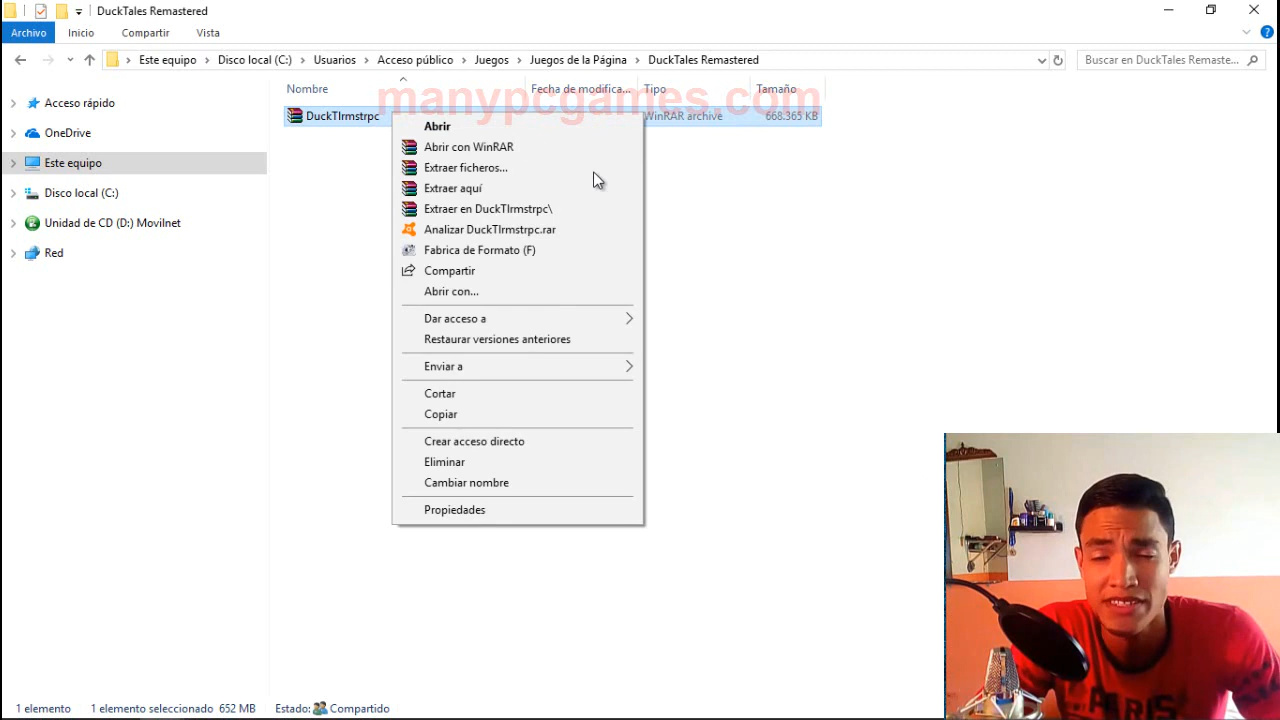 DuckTales Remastered
Archivo Inicio Compartir Vista
Este equipo Disco local (C:) Usuarios Acceso público Juegos Juegos de la Página DuckTales Remastered
Buscar en DuckTales Remaste...
Nombre Fecha de modifica... Tipo Tamaño
manypcgames.com
DuckTlrmstrpc WinRAR archive 668.365 KB
Acceso rápido
OneDrive
Este equipo
Disco local (C:)
Unidad de CD (D:) Movilnet
Red
Abrir
Abrir con WinRAR
Extraer ficheros...
Extraer aquí
Extraer en DuckTlrmstrpc\
Analizar DuckTlrmstrpc.rar
Fabrica de Formato (F)
Compartir
Abrir con...
Dar acceso a
Restaurar versiones anteriores
Enviar a
Cortar
Copiar
Crear acceso directo
Eliminar
Cambiar nombre
Propiedades
PARIS
1 elemento 1 elemento seleccionado 652 MB Estado: Compartido